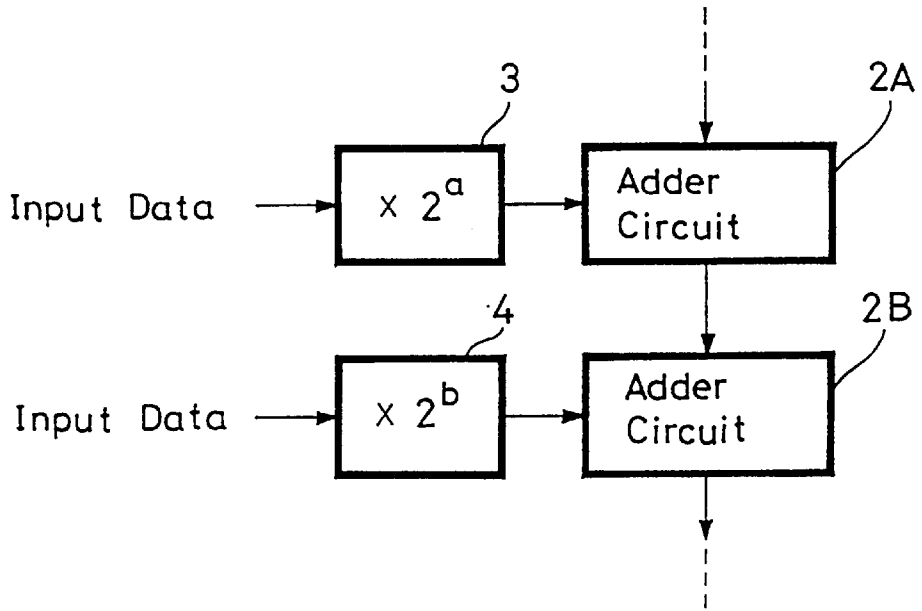 3
2A
Input Data
× 2^a
Adder
Circuit
4
2B
Input Data
× 2^b
Adder
Circuit